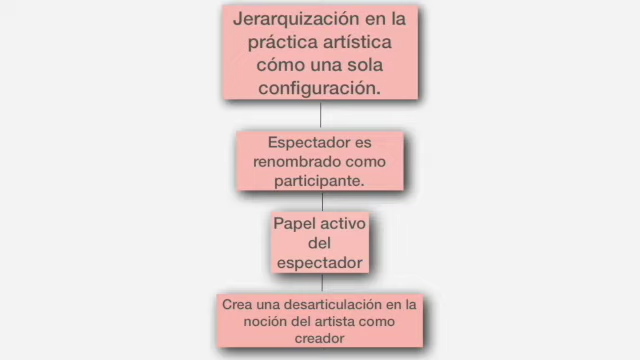 Jerarquización en la
práctica artística
cómo una sola
configuración.
Espectador es
renombrado como
participante.
Papel activo
del
espectador
Crea una desarticulación en la
noción del artista como
creador